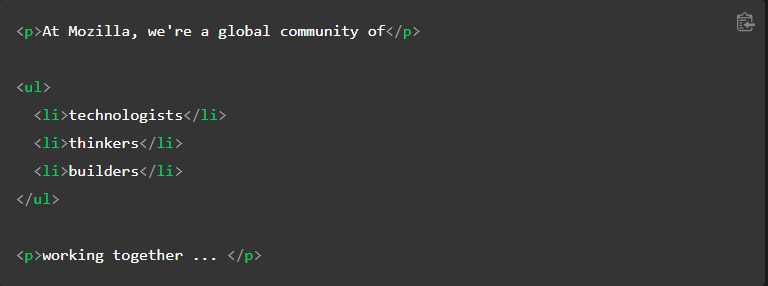 <p>At Mozilla, we're a global community of</p>
<ul>
<li>technologists</li>
<li>thinkers</li>
<li>builders</li>
</ul>
<p>working together ... </p>